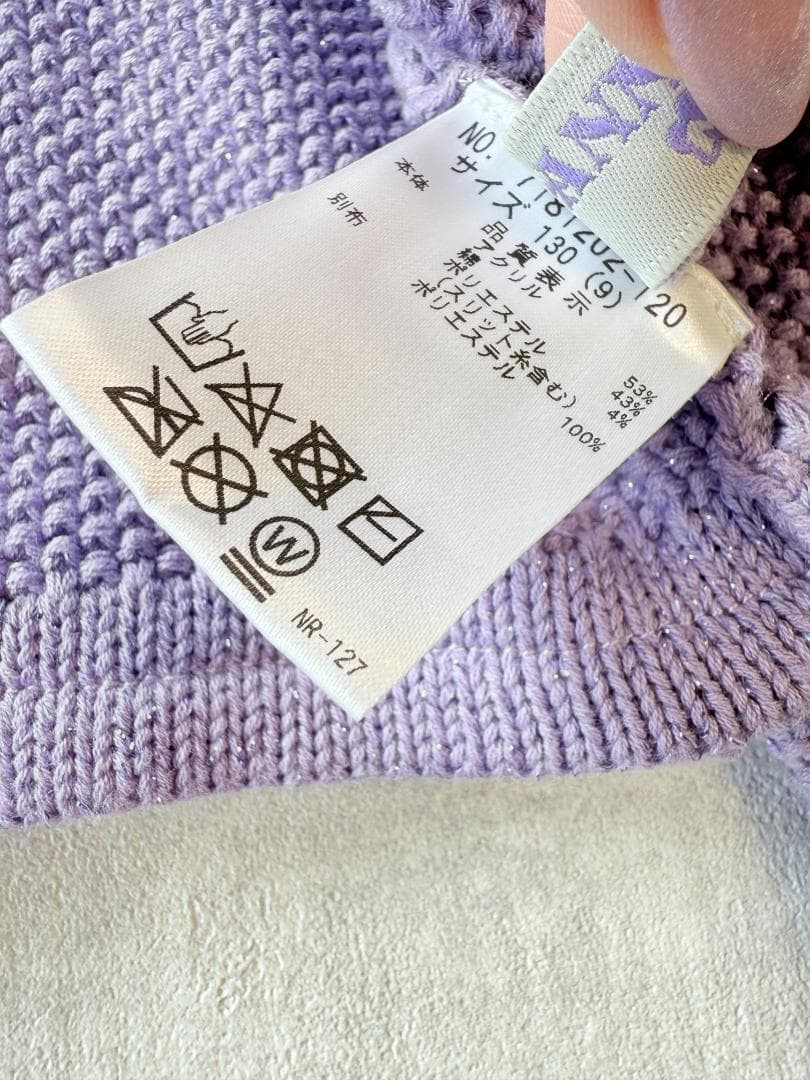 NO. 7181202-120
サイズ 130 (9)
品質表示
本体 アクリル 53%
綿 43%
ポリエステル 4%
(スリット糸含む)
別布 ポリエステル 100%
W
NR-127